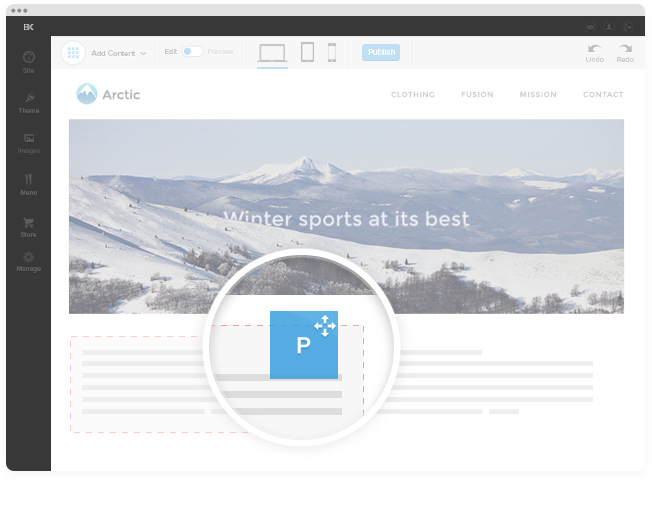 BK
Add Content
Edit
Preview
Publish
Undo
Redo
Site
Theme
Images
Menu
Store
Manage
Arctic
CLOTHING
FUSION
MISSION
CONTACT
Winter sports at its best
P